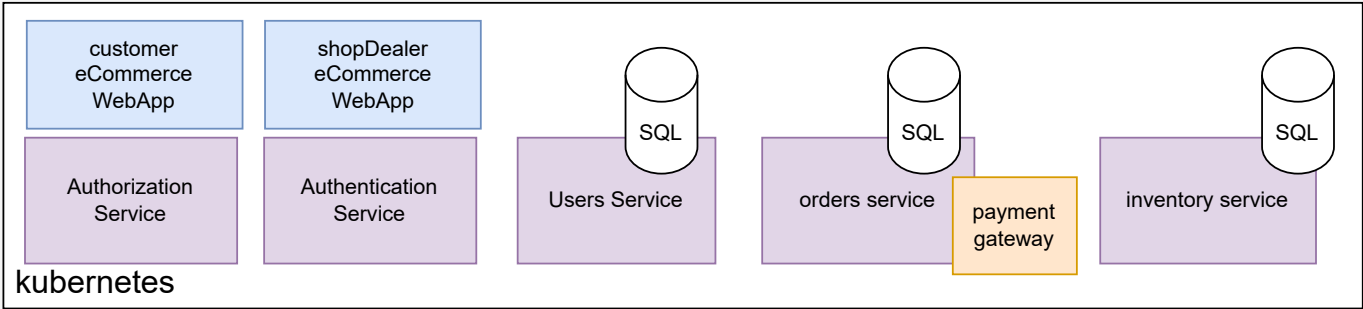 customer
eCommerce
WebApp
shopDealer
eCommerce
WebApp
SQL
SQL
SQL
Authorization
Service
Authentication
Service
Users Service
orders service
payment
gateway
inventory service
kubernetes